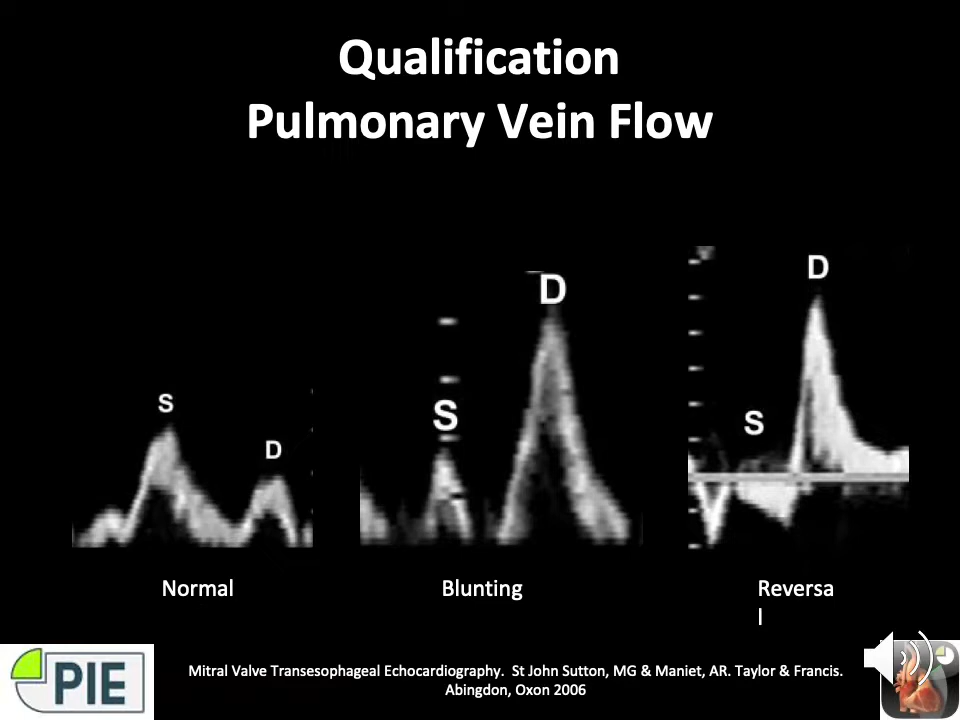 Qualification
Pulmonary Vein Flow
S
D
S
D
S
D
Normal
Blunting
Reversa
l
PIE
Mitral Valve Transesophageal Echocardiography. St John Sutton, MG & Maniet, AR. Taylor & Francis.
Abingdon, Oxon 2006